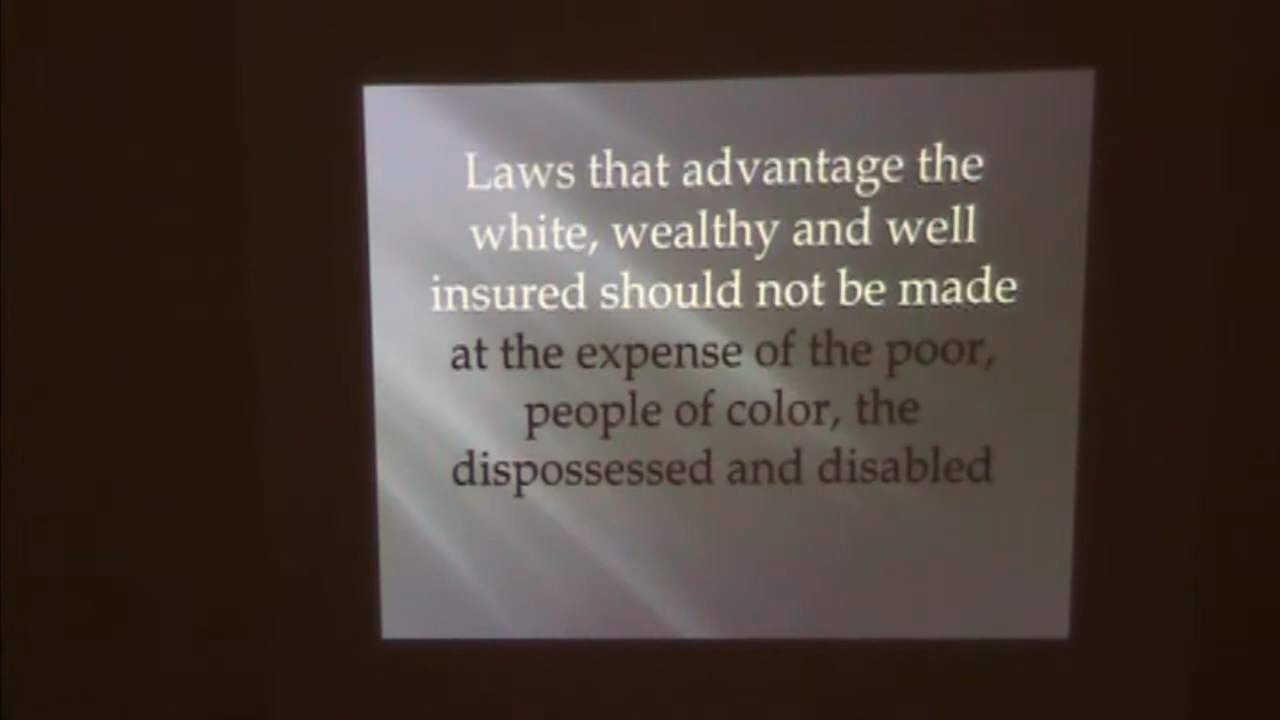 Laws that advantage the
white, wealthy and well
insured should not be made
at the expense of the poor,
people of color, the
dispossessed and disabled